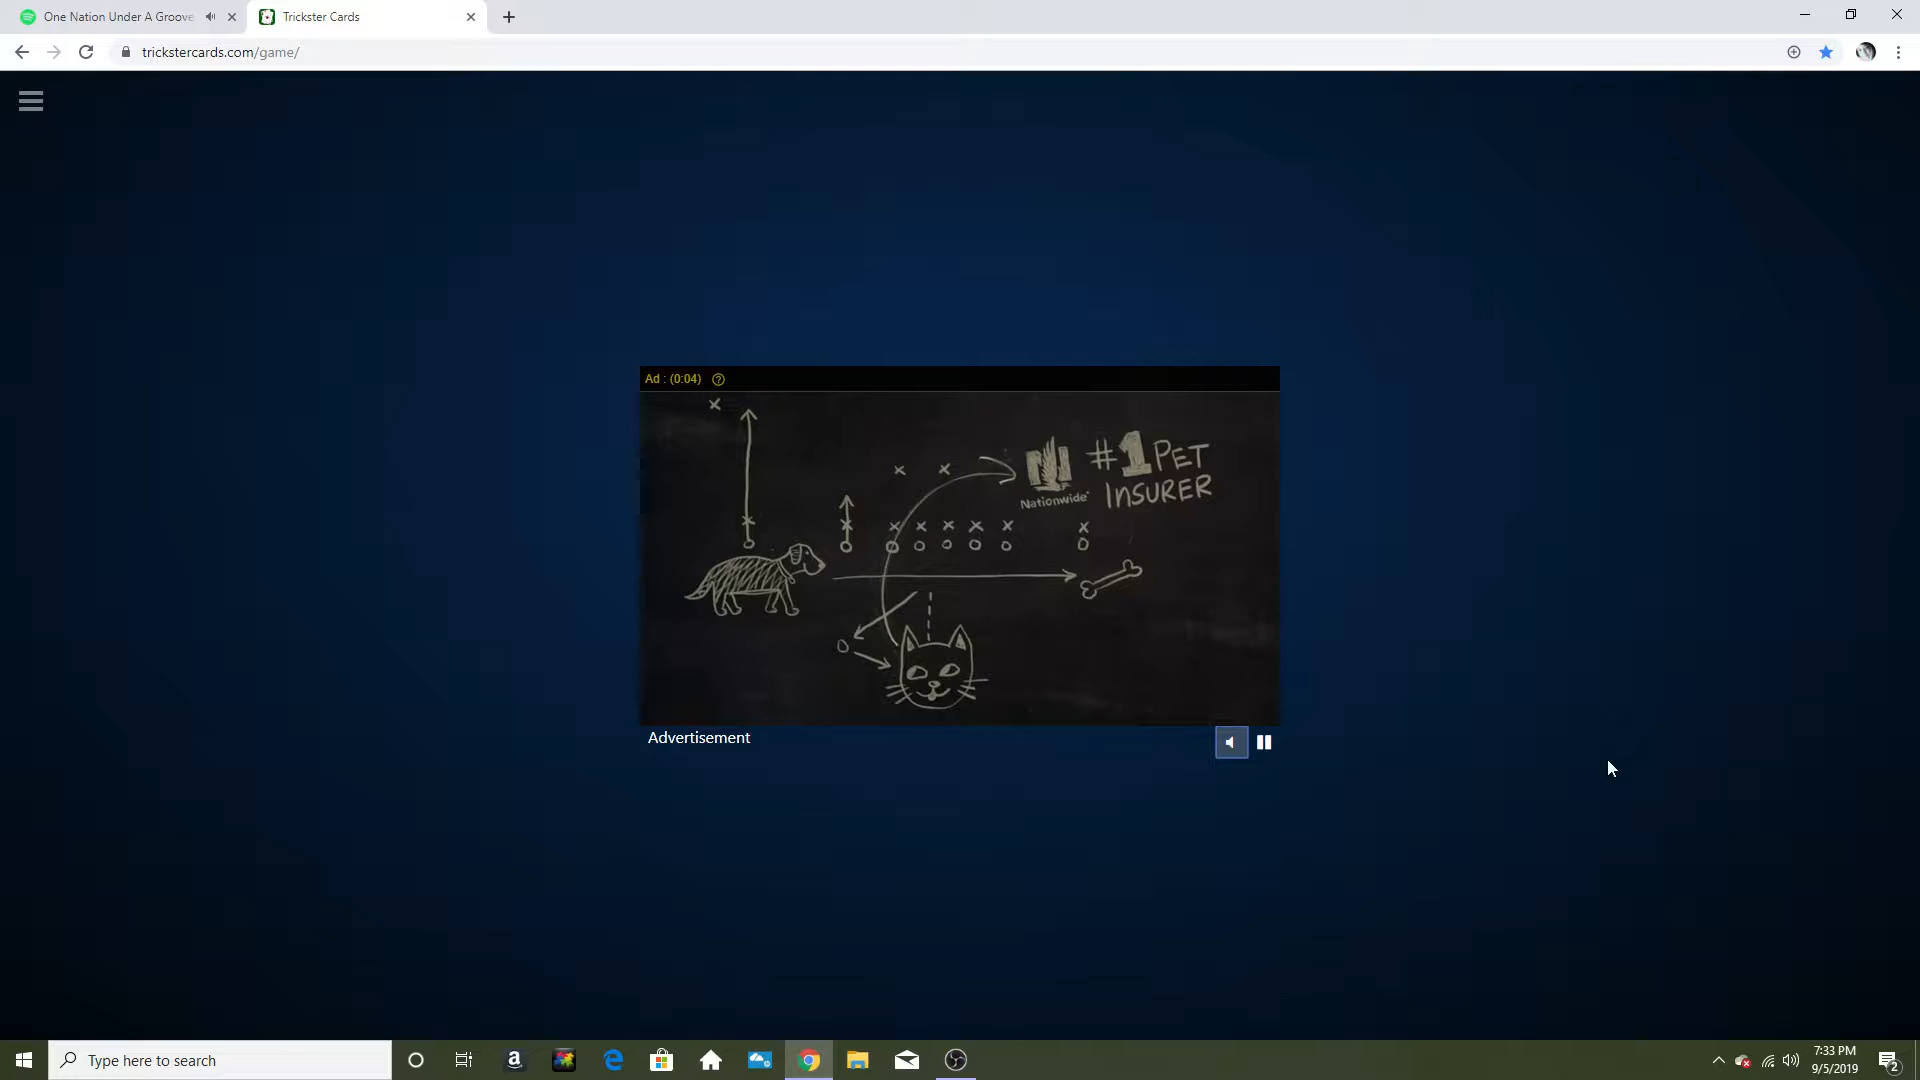 One Nation Under A Groove
Trickster Cards
trickstercards.com/game/
Ad : (0:04)
#1 PET
INSURER
Nationwide
Advertisement
Type here to search
7:33 PM
9/5/2019
2